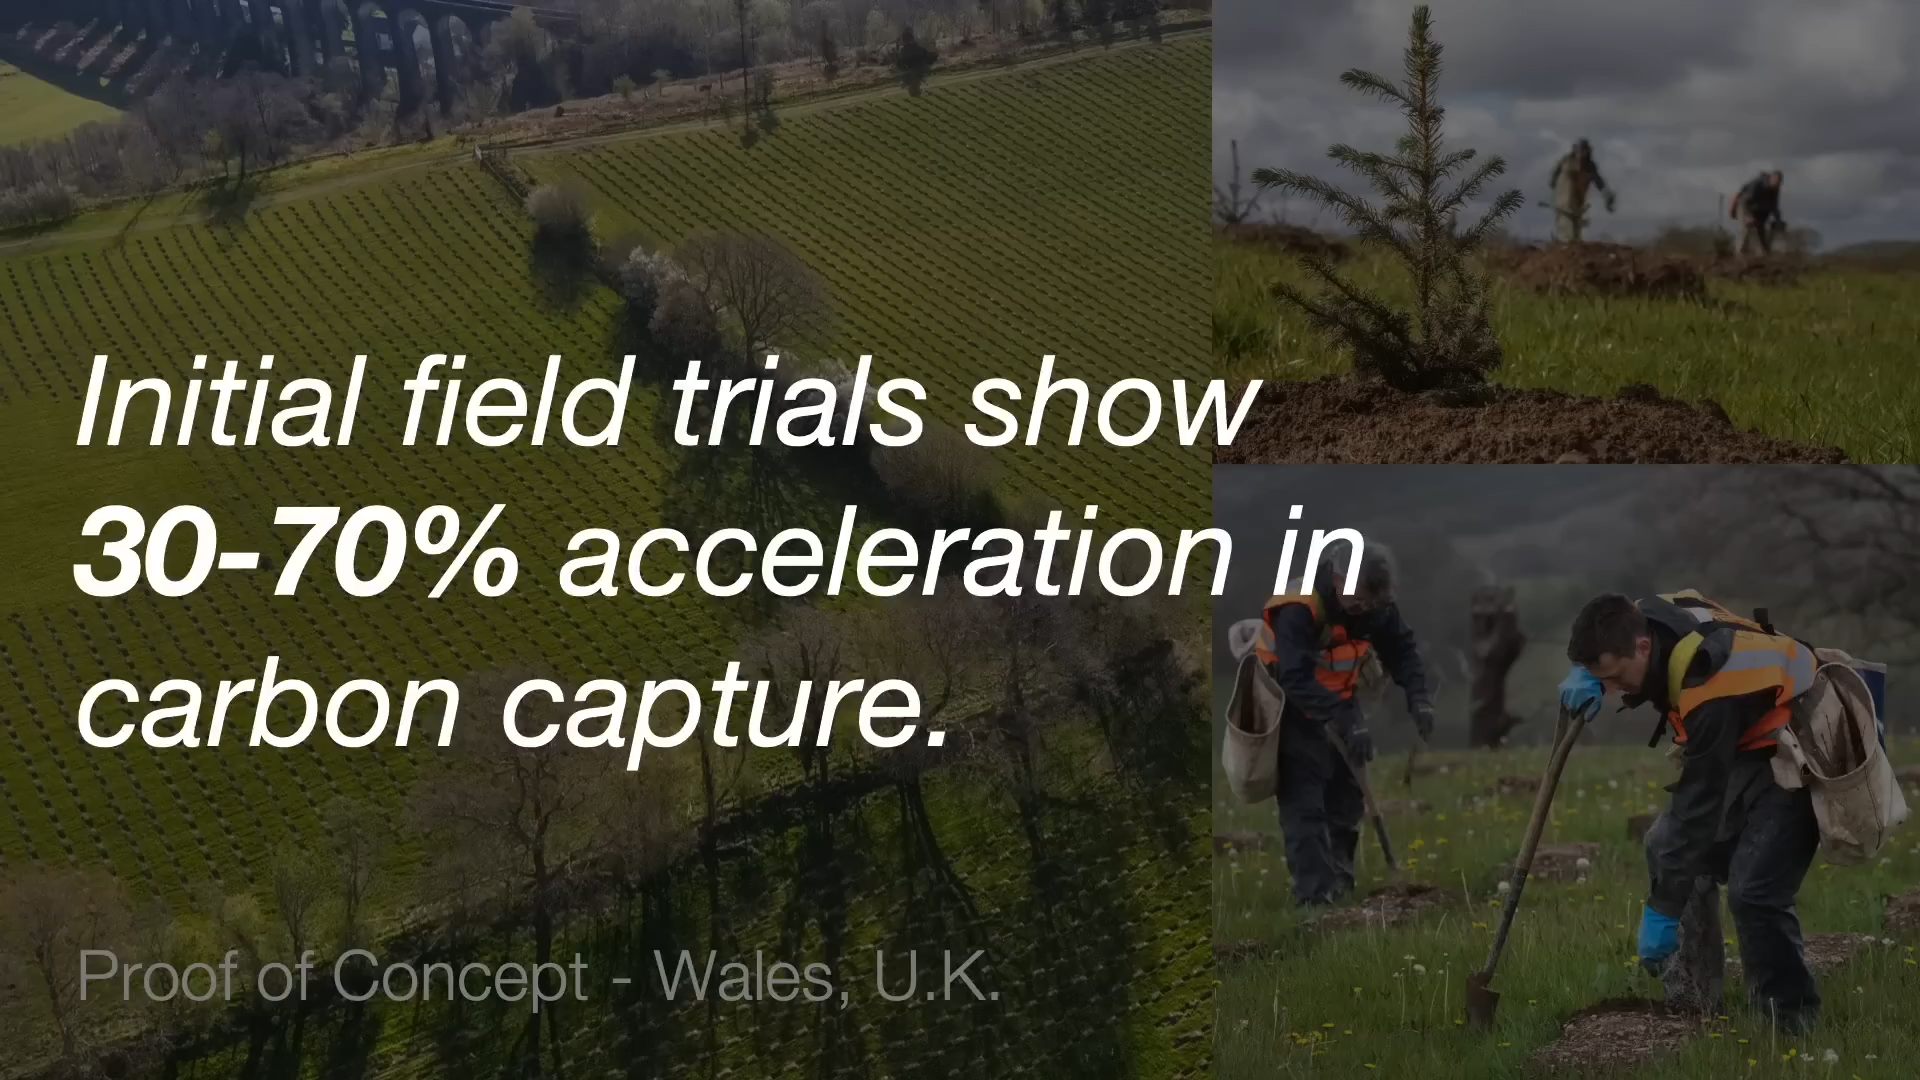 Initial field trials show
30-70% acceleration in
carbon capture.
Proof of Concept - Wales, U.K.